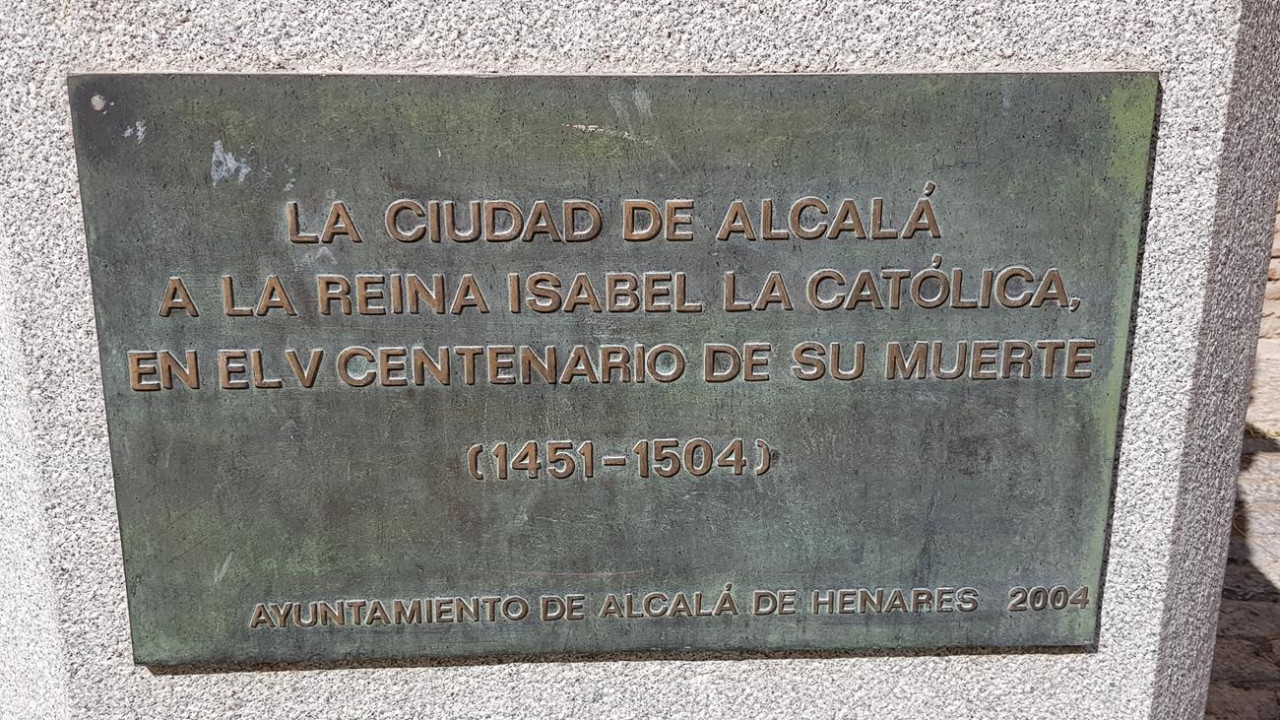 LA CIUDAD DE ALCALÁ
A LA REINA ISABEL LA CATÓLICA,
EN EL V CENTENARIO DE SU MUERTE
(1451-1504)
AYUNTAMIENTO DE ALCALÁ DE HENARES 2004